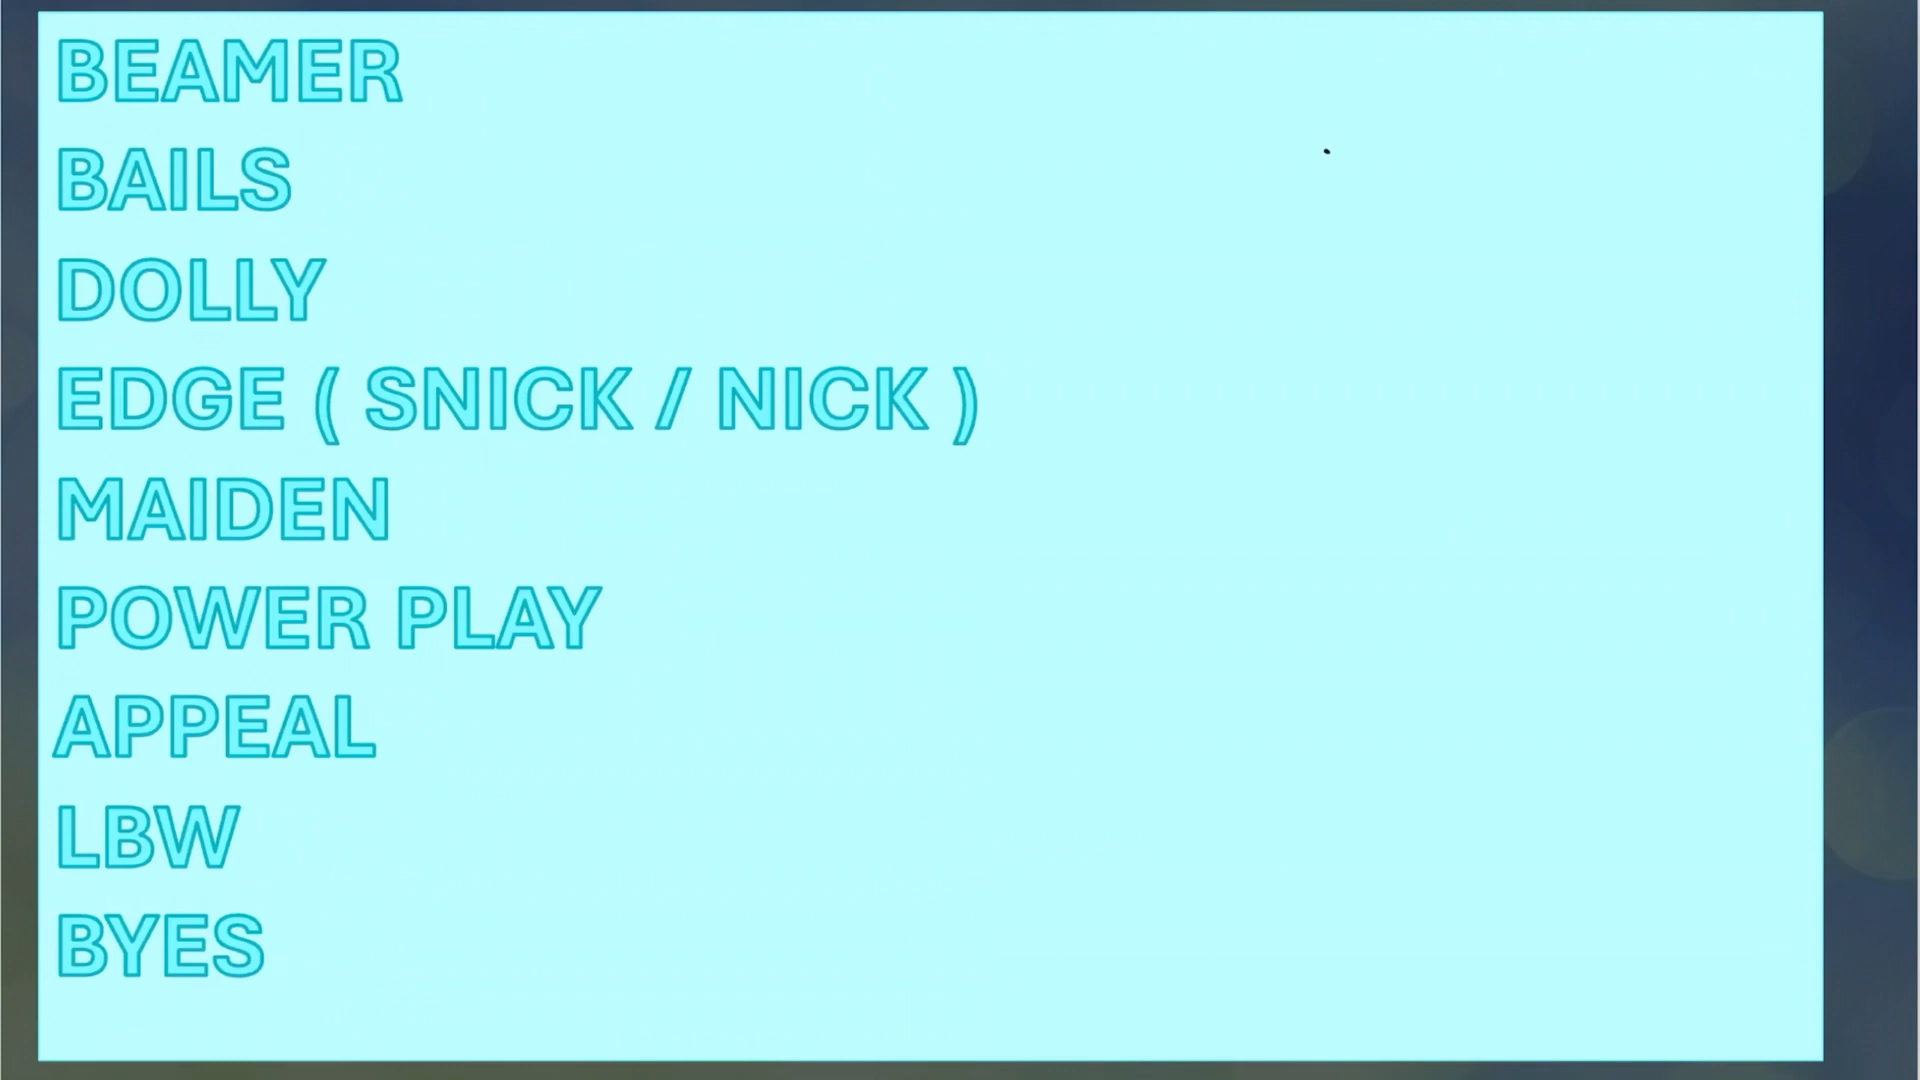 BEAMER
BAILS
DOLLY
EDGE ( SNICK / NICK )
MAIDEN
POWER PLAY
APPEAL
LBW
BYES